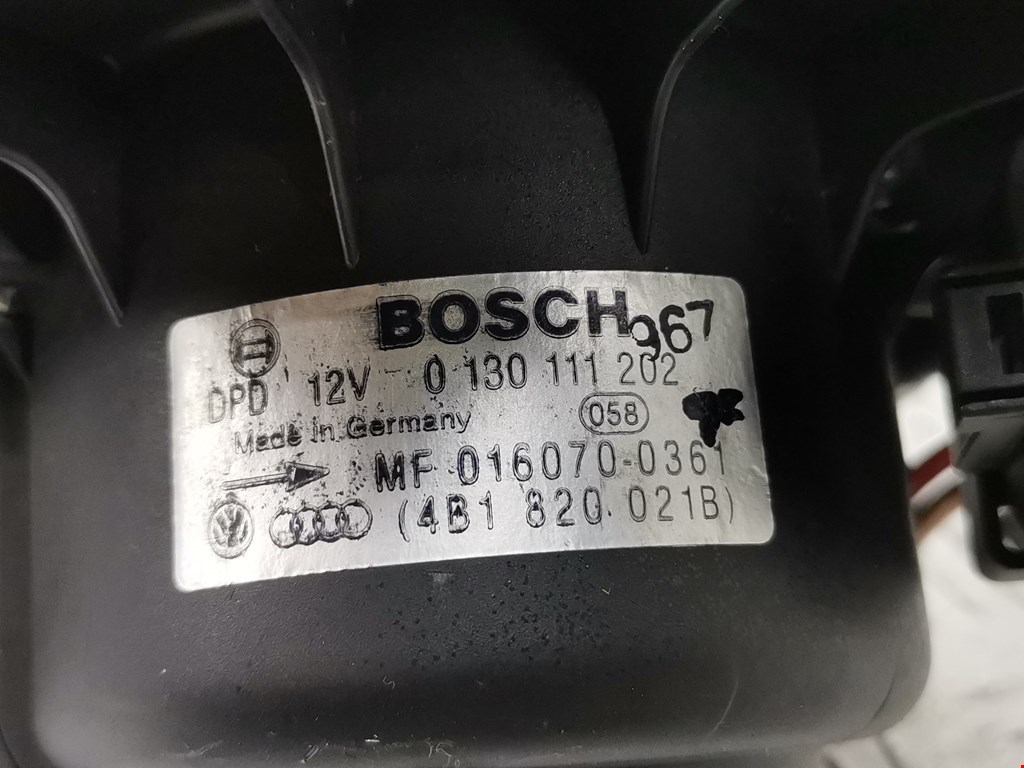 BOSCH
967
DPD 12V 0 130 111 202
Made in Germany 058
MF 016070-0361
(4B1 820 021B)